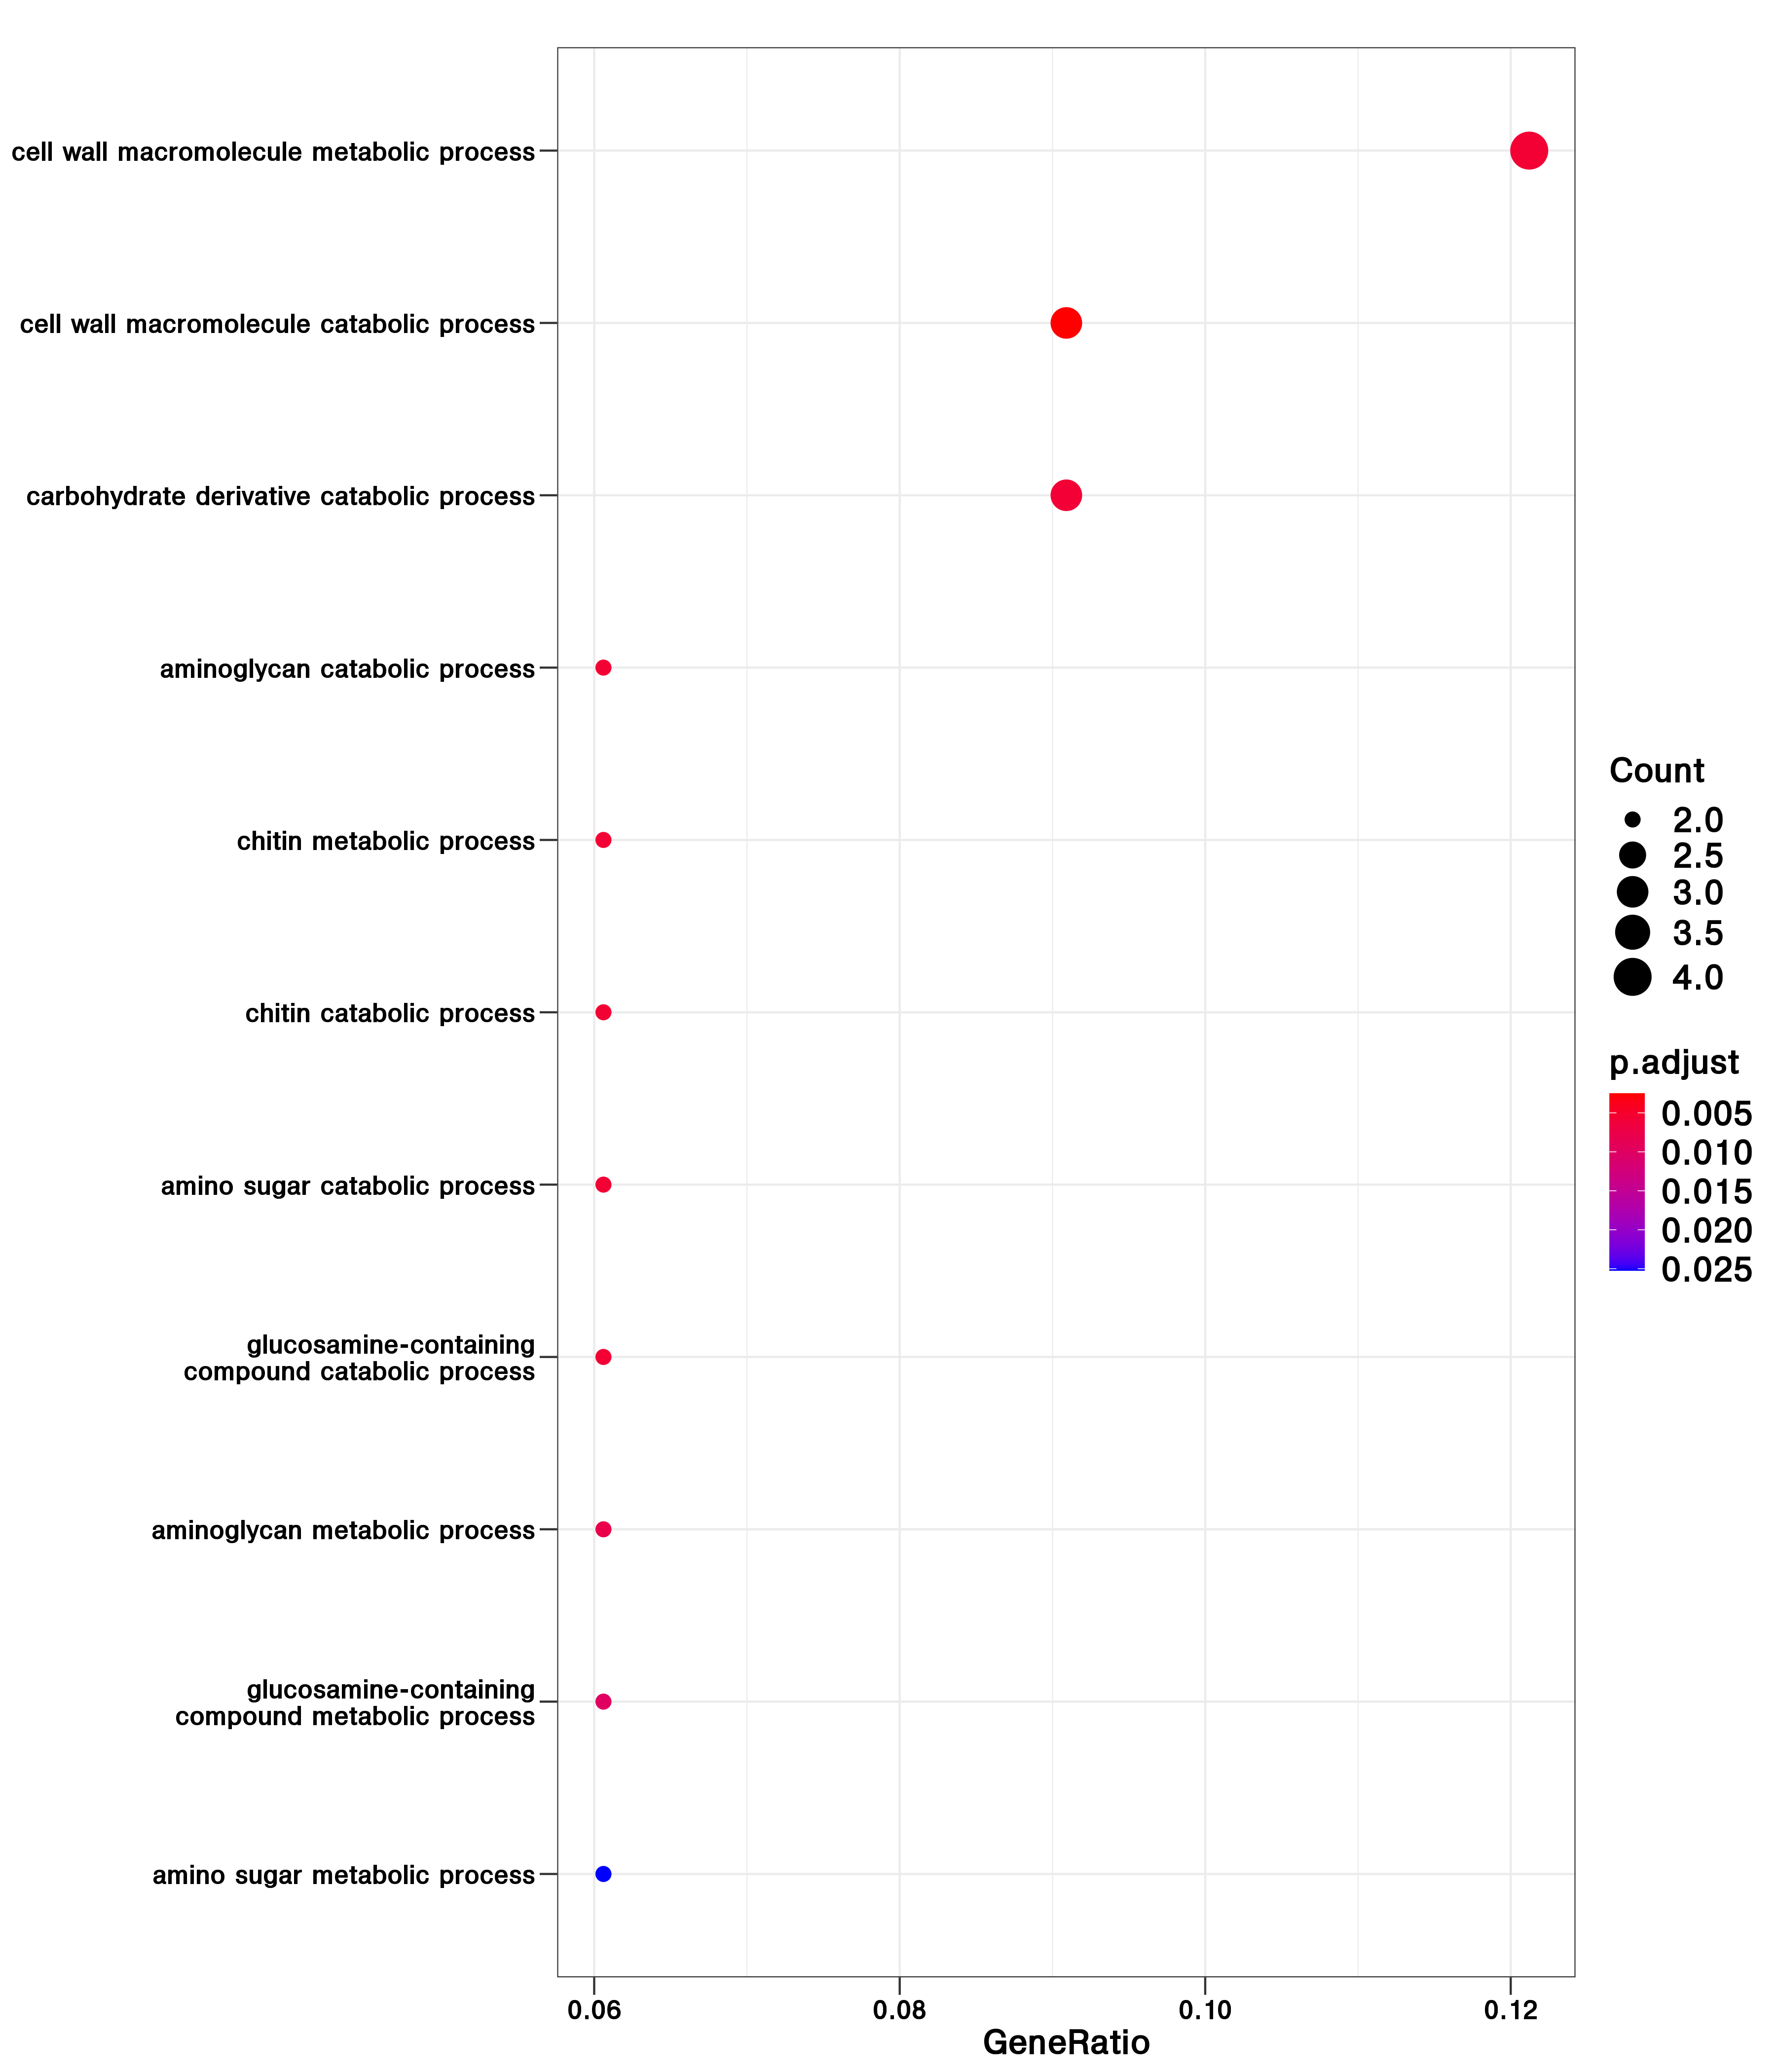 cell wall macromolecule metabolic process
cell wall macromolecule catabolic process
carbohydrate derivative catabolic process
aminoglycan catabolic process
chitin metabolic process
chitin catabolic process
amino sugar catabolic process
glucosamine-containing
compound catabolic process
aminoglycan metabolic process
glucosamine-containing
compound metabolic process
amino sugar metabolic process
0.06 0.08 0.10 0.12
GeneRatio
Count
2.0
2.5
3.0
3.5
4.0
p.adjust
0.005
0.010
0.015
0.020
0.025